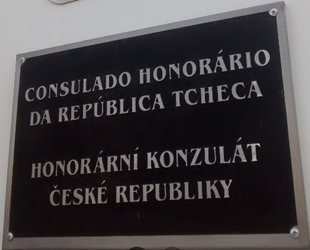 CONSULADO HONORÁRIO
DA REPÚBLICA TCHECA
HONORÁRNÍ KONZULÁT
ČESKÉ REPUBLIKY